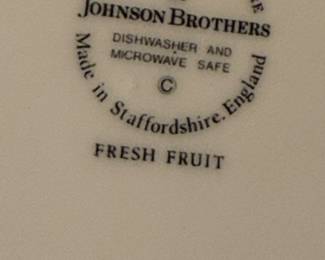 JOHNSON BROTHERS
DISHWASHER AND
MICROWAVE SAFE
©
Made in Staffordshire, England
FRESH FRUIT